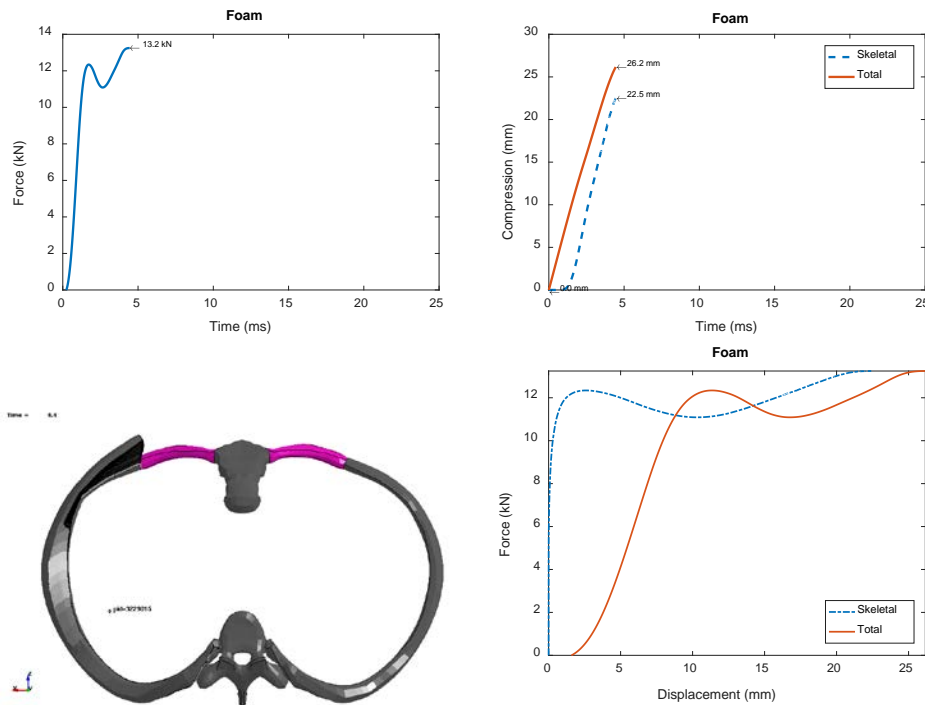 Foam
14
12
10
8
6
4
2
0
13.2 kN
Force (kN)
0 5 10 15 20 25
Time (ms)
Foam
30
25
20
15
10
5
0
Skeletal
Total
26.2 mm
22.5 mm
0.0 mm
Compression (mm)
0 5 10 15 20 25
Time (ms)
Time =
Foam
12
10
8
6
4
2
0
Force (kN)
Skeletal
Total
0 5 10 15 20 25
Displacement (mm)